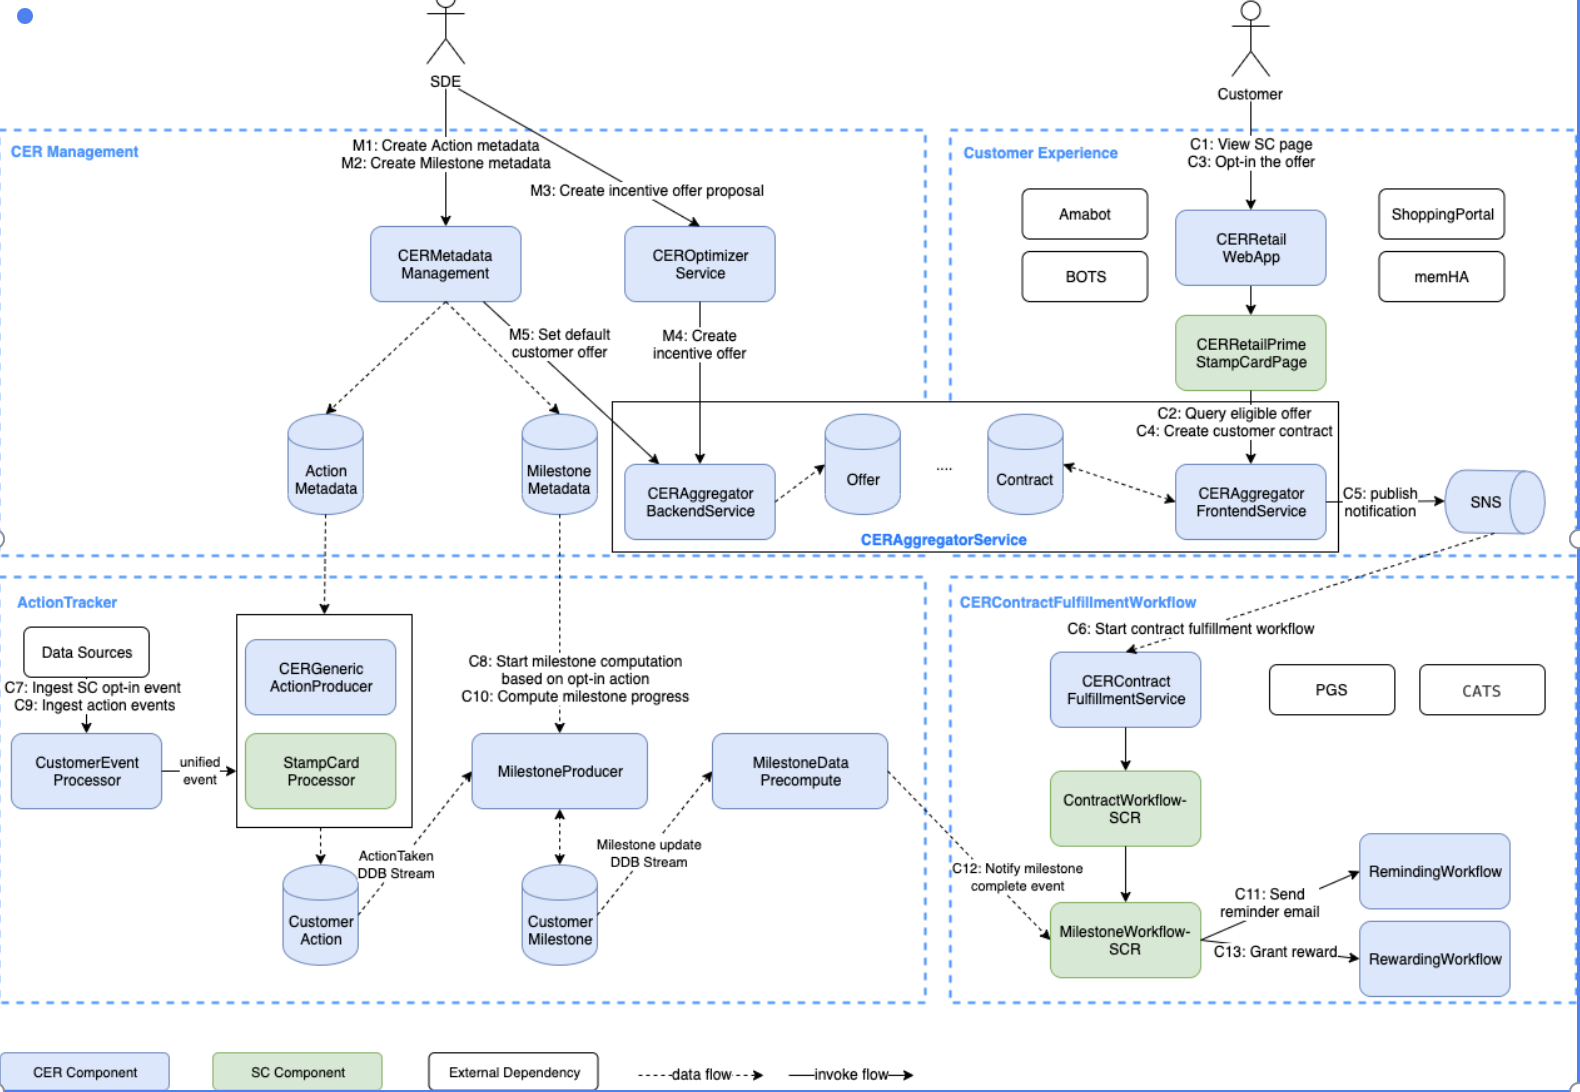 SDE
Customer
CER Management
M1: Create Action metadata
M2: Create Milestone metadata
M3: Create incentive offer proposal
CERMetadata
Management
CEROptimizer
Service
M5: Set default
customer offer
M4: Create
incentive offer
Action
Metadata
Milestone
Metadata
CERAggregator
BackendService
Offer
....
Contract
CERAggregatorService
Customer Experience
C1: View SC page
C3: Opt-in the offer
Amabot
BOTS
CERRetail
WebApp
ShoppingPortal
memHA
CERRetailPrime
StampCardPage
C2: Query eligible offer
C4: Create customer contract
CERAggregator
FrontendService
C5: publish
notification
SNS
ActionTracker
Data Sources
C7: Ingest SC opt-in event
C9: Ingest action events
CustomerEvent
Processor
unified
event
CERGeneric
ActionProducer
StampCard
Processor
Customer
Action
ActionTaken
DDB Stream
C8: Start milestone computation
based on opt-in action
C10: Compute milestone progress
MilestoneProducer
Customer
Milestone
Milestone update
DDB Stream
MilestoneData
Precompute
CERContractFulfillmentWorkflow
C6: Start contract fulfillment workflow
CERContract
FulfillmentService
PGS
CATS
ContractWorkflow-
SCR
C12: Notify milestone
complete event
MilestoneWorkflow-
SCR
C11: Send
reminder email
C13: Grant reward
RemindingWorkflow
RewardingWorkflow
CER Component
SC Component
External Dependency
data flow
invoke flow